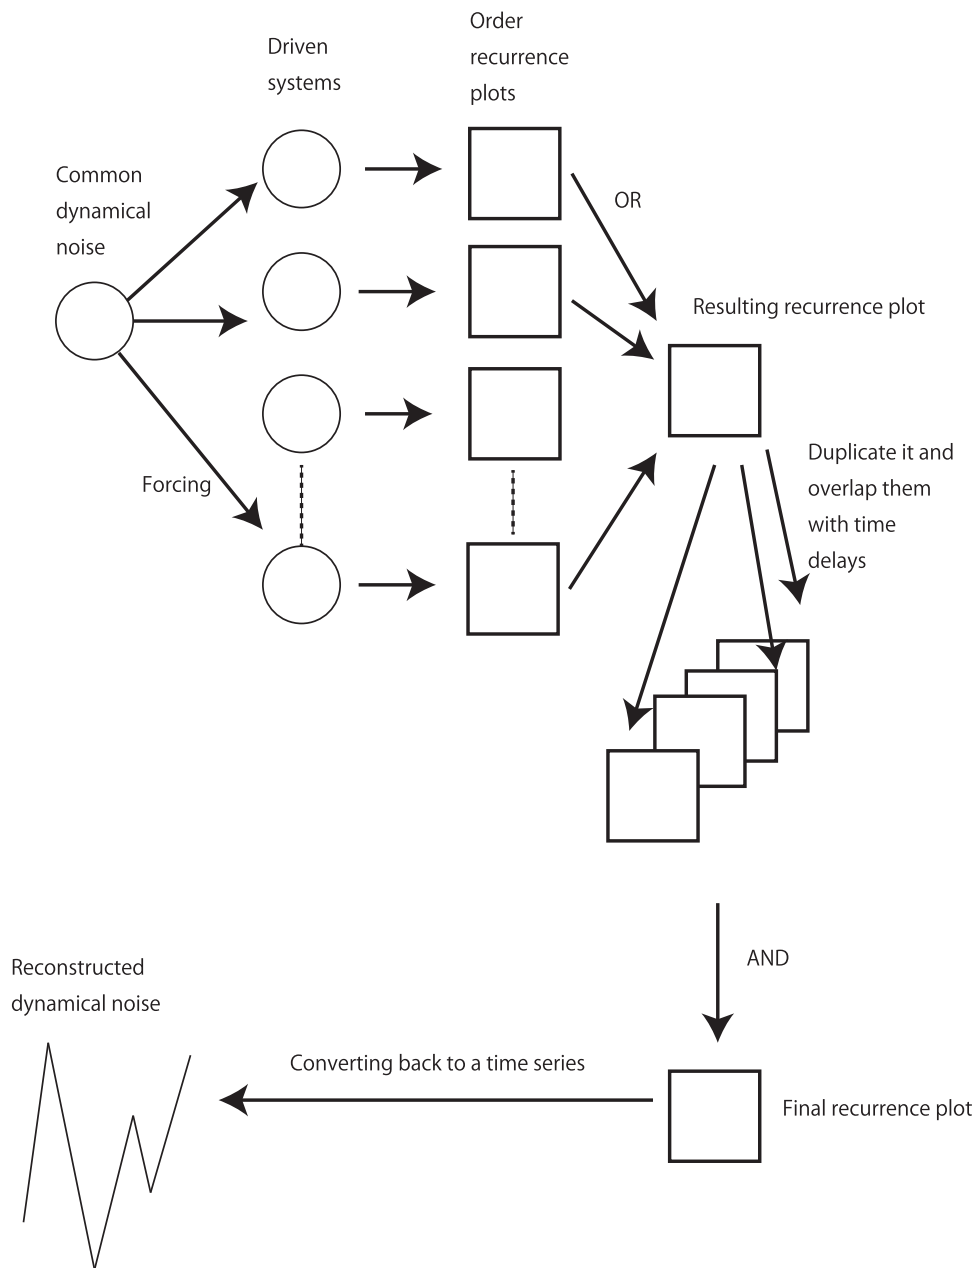 Order
recurrence
plots
Driven
systems
Common
dynamical
noise
OR
Resulting recurrence plot
Forcing
Duplicate it and
overlap them
with time
delays
AND
Reconstructed
dynamical noise
Converting back to a time series
Final recurrence plot